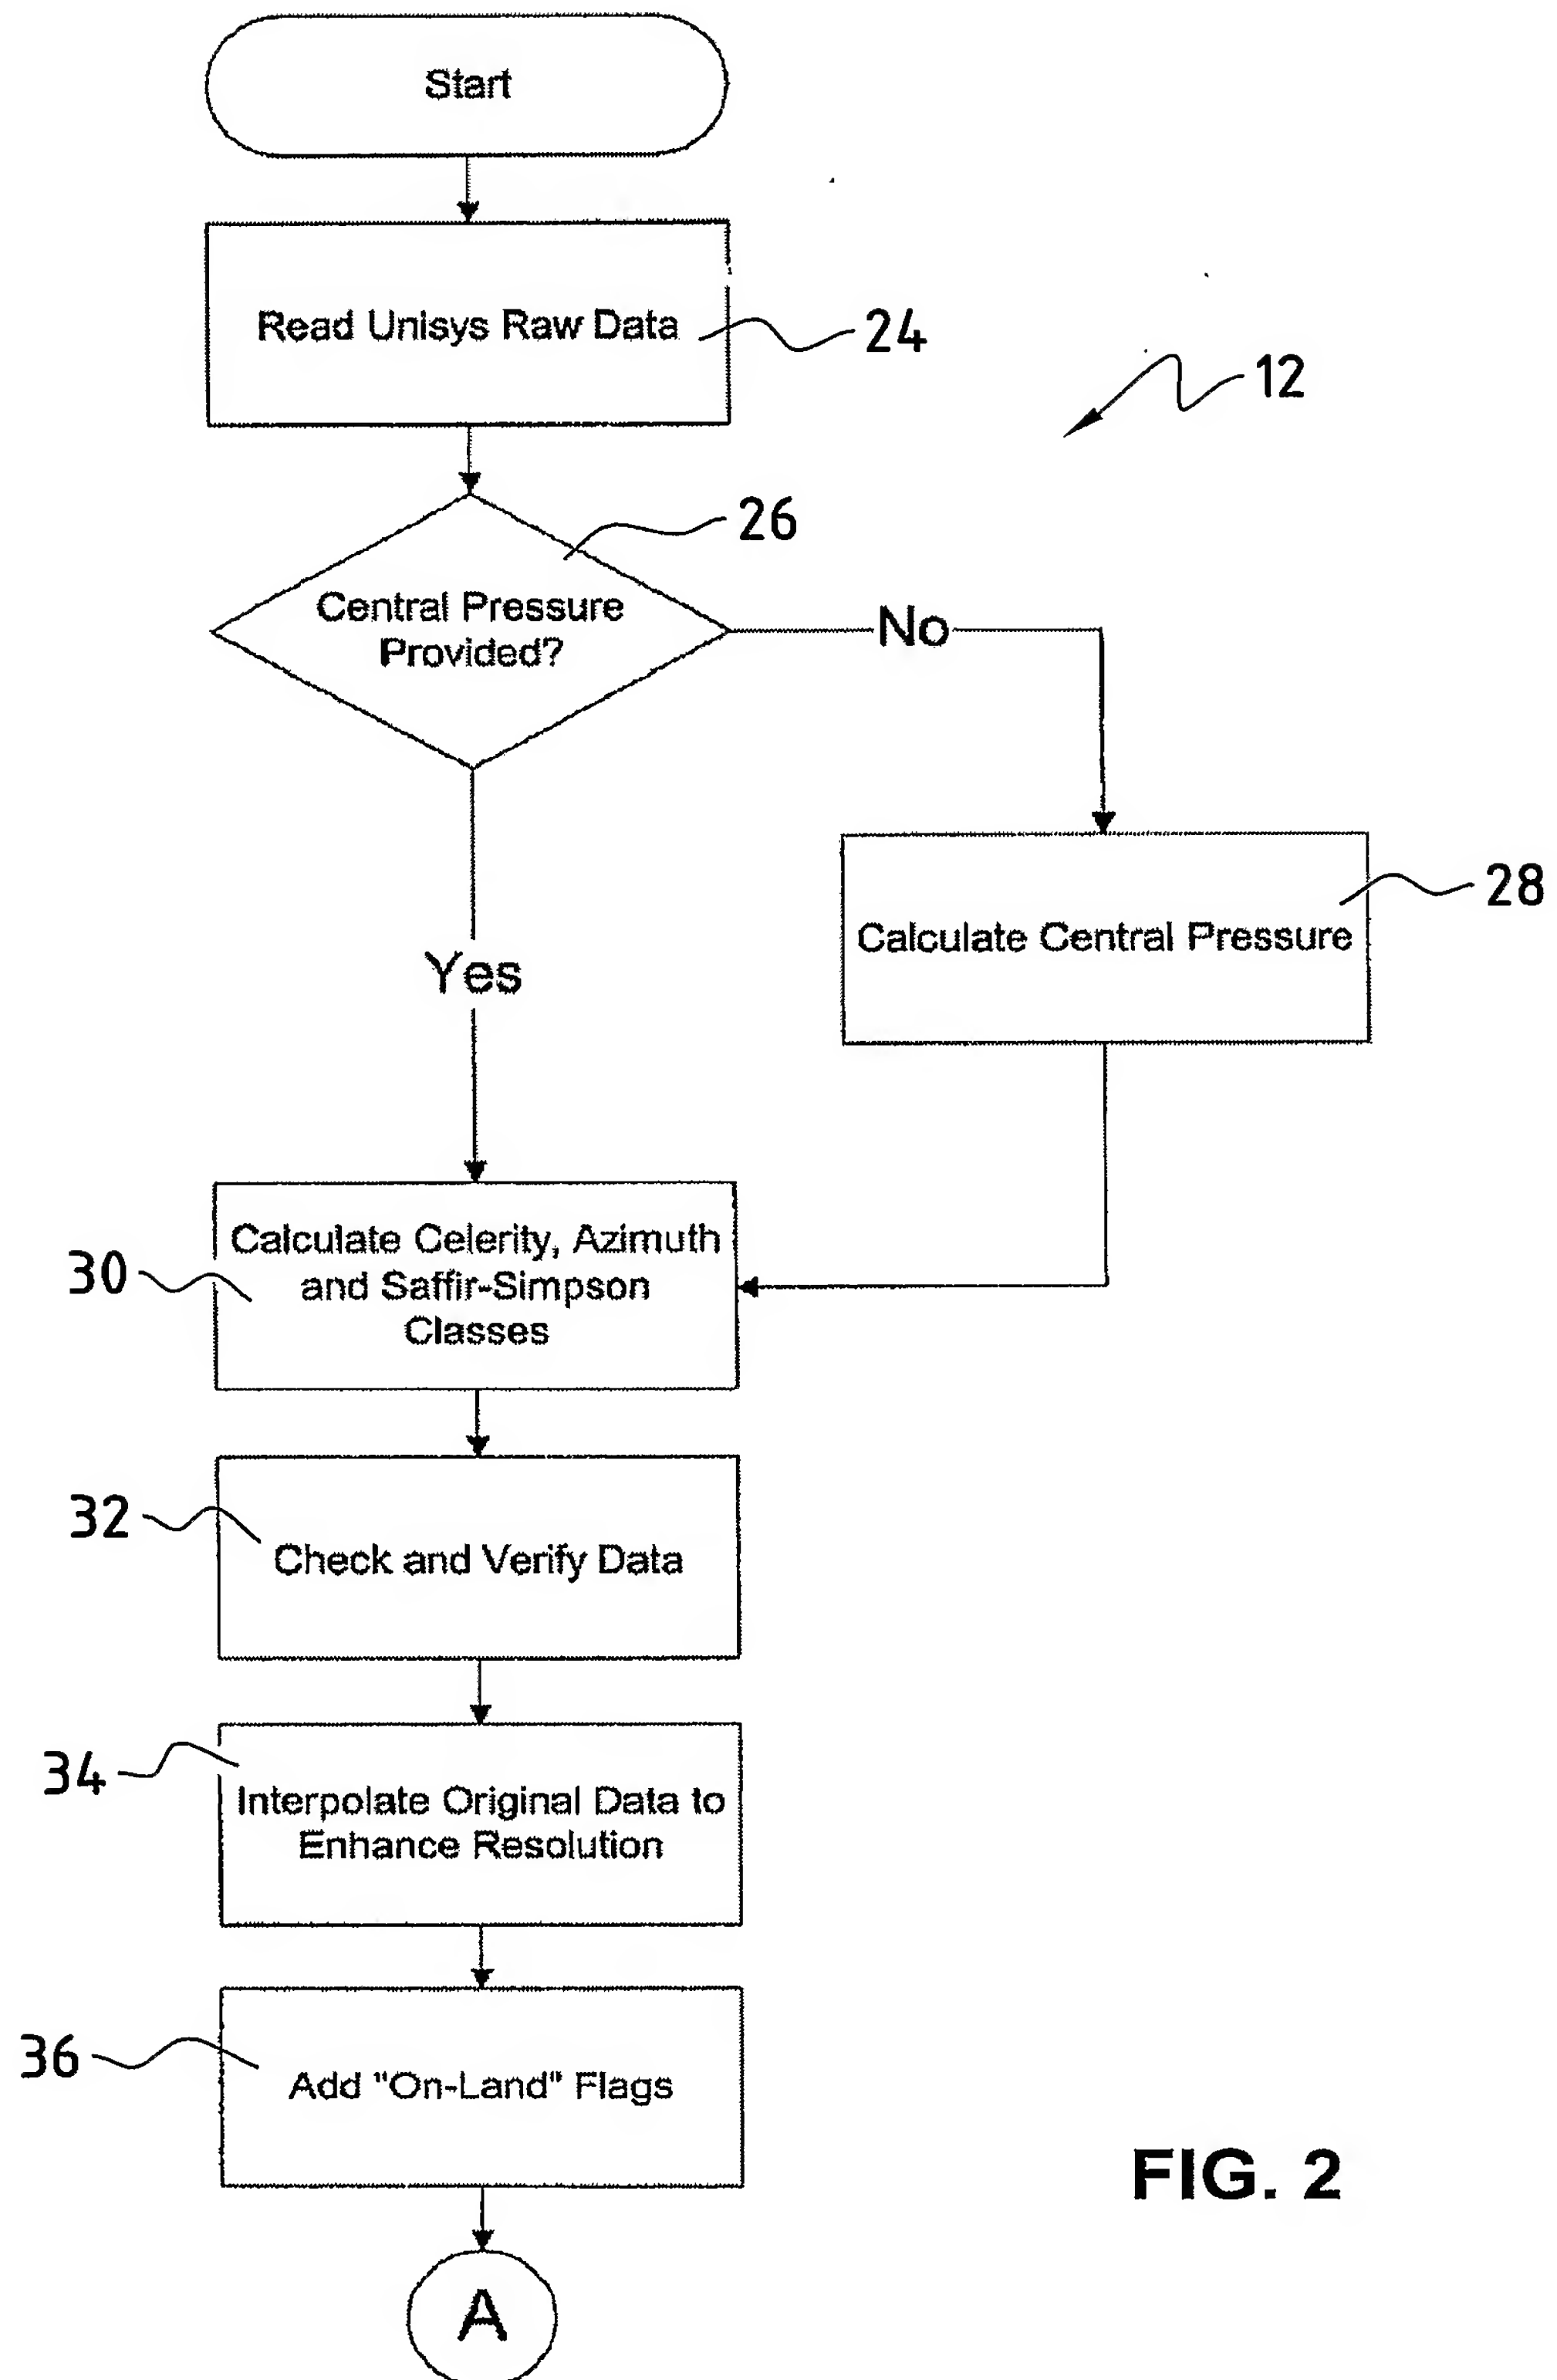 Start
Read Unisys Raw Data
24
12
26
Central Pressure
Provided?
No
Yes
28
Calculate Central Pressure
30
Calculate Celerity, Azimuth
and Saffir-Simpson
Classes
32
Check and Verify Data
34
Interpolate Original Data to
Enhance Resolution
36
Add "On-Land" Flags
FIG. 2
A